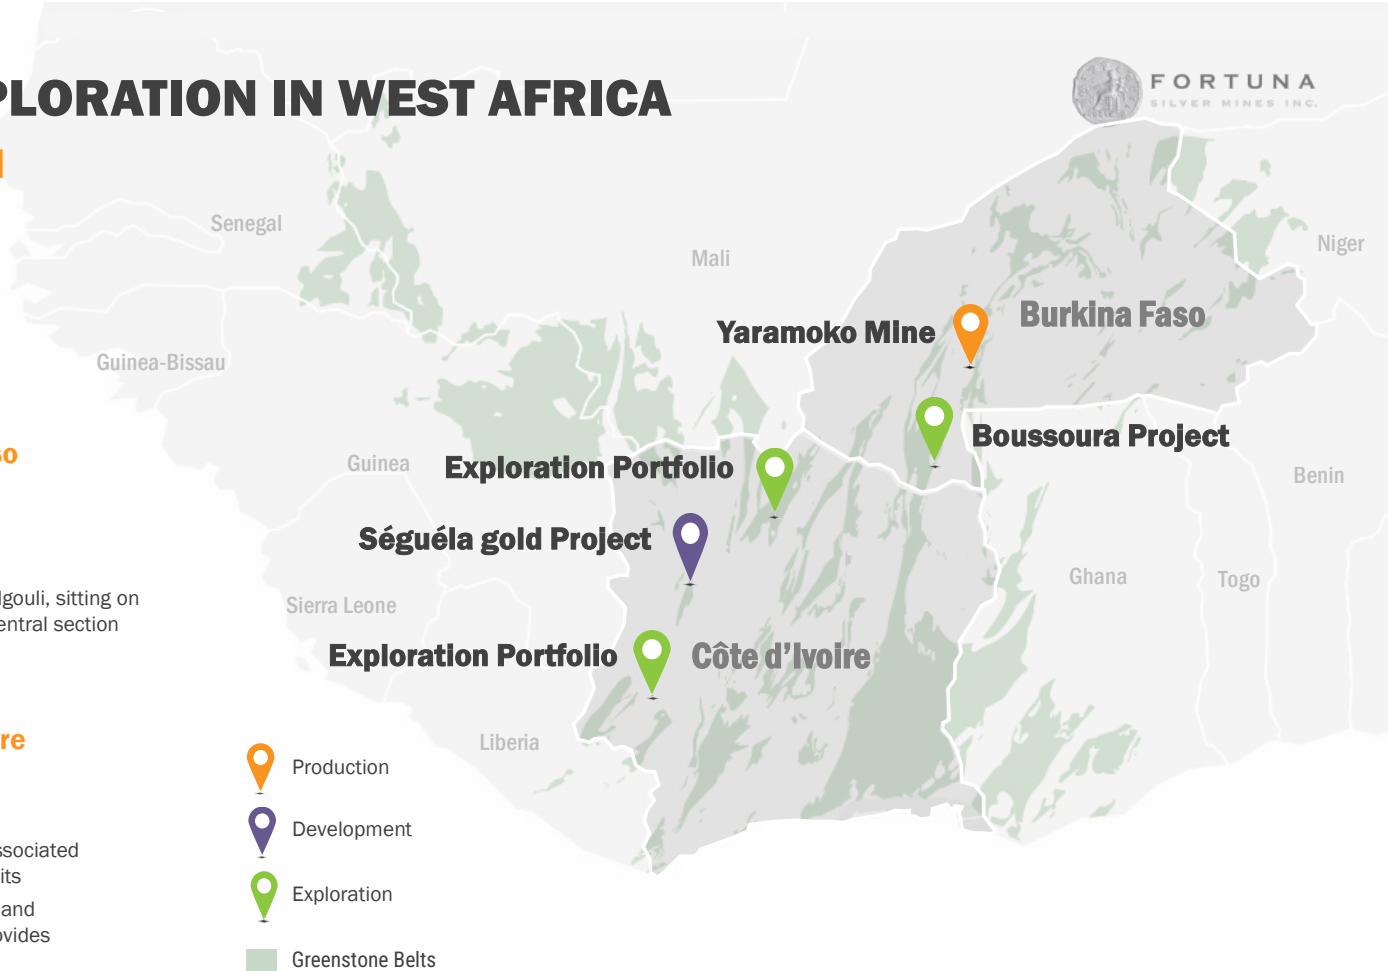 PLORATION IN WEST AFRICA
FORTUNA
SILVER MINES INC.
Senegal
Mali
Niger
Burkina Faso
Yaramoko Mine
Guinea-Bissau
Boussoura Project
so
Guinea
Exploration Portfolio
Benin
Séguéla gold Project
Ghana
Togo
lgouli, sitting on
entral section
Sierra Leone
Exploration Portfolio
Côte d’Ivoire
re
Liberia
Production
Development
ssociated
its
Exploration
and
ovides
Greenstone Belts